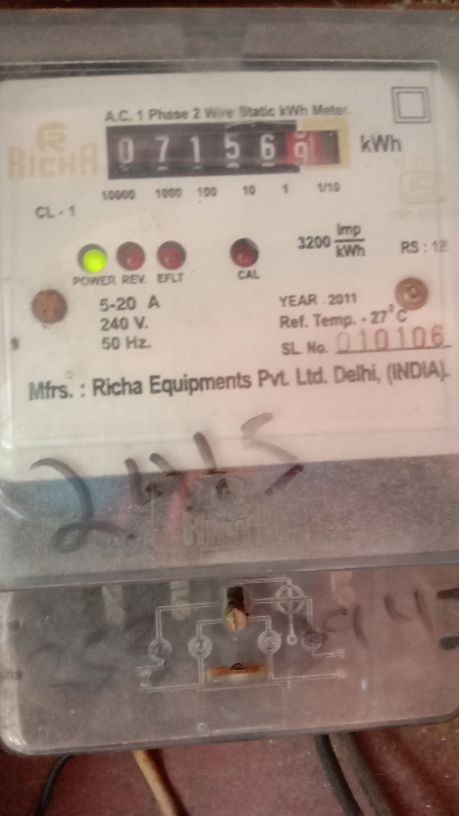 A.C. 1 Phase 2 Wire Static kWh Meter.
RICHA
0 7 1 5 6 kWh
10000 1000 100 10 1 1/10
CL - 1
3200 Imp/kWh
RS : 12
POWER REV. EFLT CAL
5-20 A
240 V.
50 Hz.
YEAR : 2011
Ref. Temp. - 27°C
SL. No. 010106
Mfrs. : Richa Equipments Pvt. Ltd. Delhi, (INDIA).